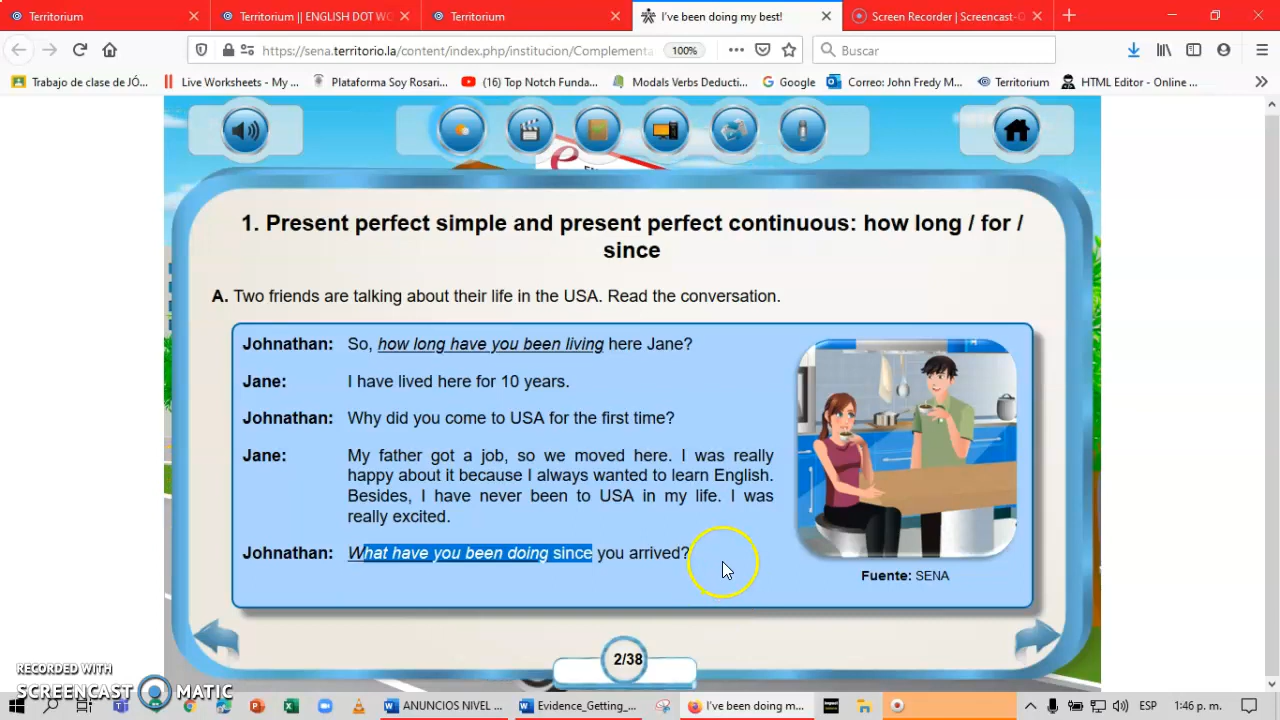 Territorium
Territorium || ENGLISH DOT W
Territorium
I've been doing my best!
Screen Recorder | Screencast-O
https://sena.territorio.la/content/index.php/institucion/Complementa
100%
Buscar
Trabajo de clase de JÓ...
Live Worksheets - My ...
Plataforma Soy Rosari...
(16) Top Notch Funda...
Modals Verbs Deducti...
Google
Correo: John Fredy M...
Territorium
HTML Editor - Online ...
1. Present perfect simple and present perfect continuous: how long / for /
since
A. Two friends are talking about their life in the USA. Read the conversation.
Johnathan: So, how long have you been living here Jane?
Jane: I have lived here for 10 years.
Johnathan: Why did you come to USA for the first time?
Jane: My father got a job, so we moved here. I was really
happy about it because I always wanted to learn English.
Besides, I have never been to USA in my life. I was
really excited.
Johnathan: What have you been doing since you arrived?
Fuente: SENA
2/38
RECORDED WITH
SCREENCAST MATIC
ANUNCIOS NIVEL ...
Evidence_Getting_...
I've been doing m...
ESP
1:46 p. m.